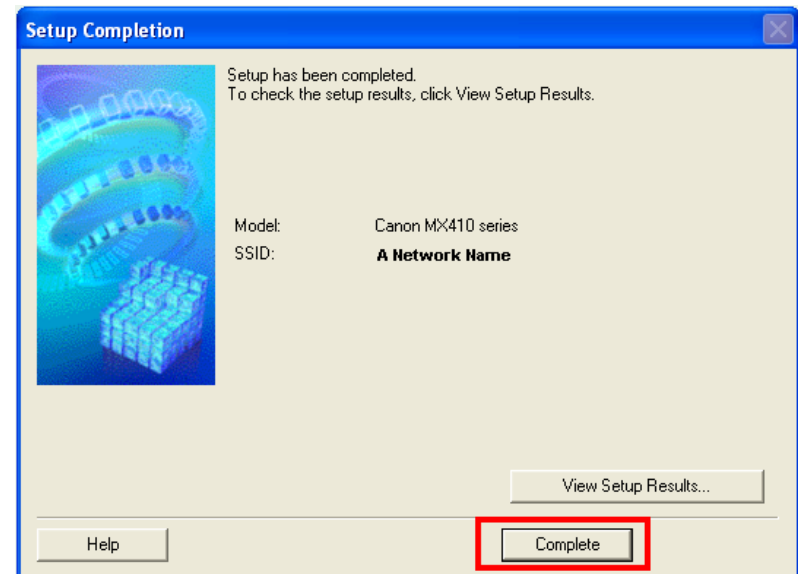 Setup Completion
Setup has been completed.
To check the setup results, click View Setup Results.
Model: Canon MX410 series
SSID: A Network Name
View Setup Results...
Help Complete